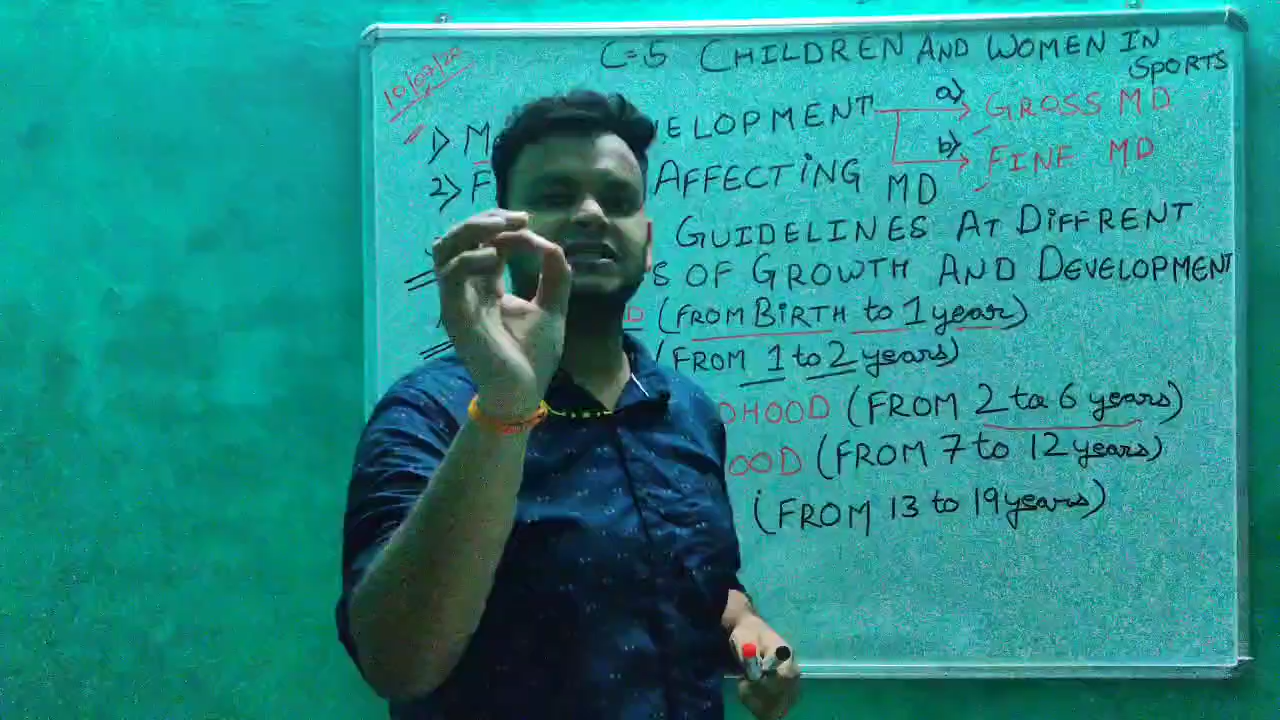 C=5 CHILDREN AND WOMEN IN
SPORTS
10/07/20
1) M ELOPMENT a) GROSS MD
b) FINE MD
2) F AFFECTING MD
GUIDELINES AT DIFFRENT
S OF GROWTH AND DEVELOPMENT
D (FROM BIRTH to 1 year)
(FROM 1 to 2 years)
DHOOD (FROM 2 to 6 years)
OOD (FROM 7 to 12 years)
(FROM 13 to 19 years)